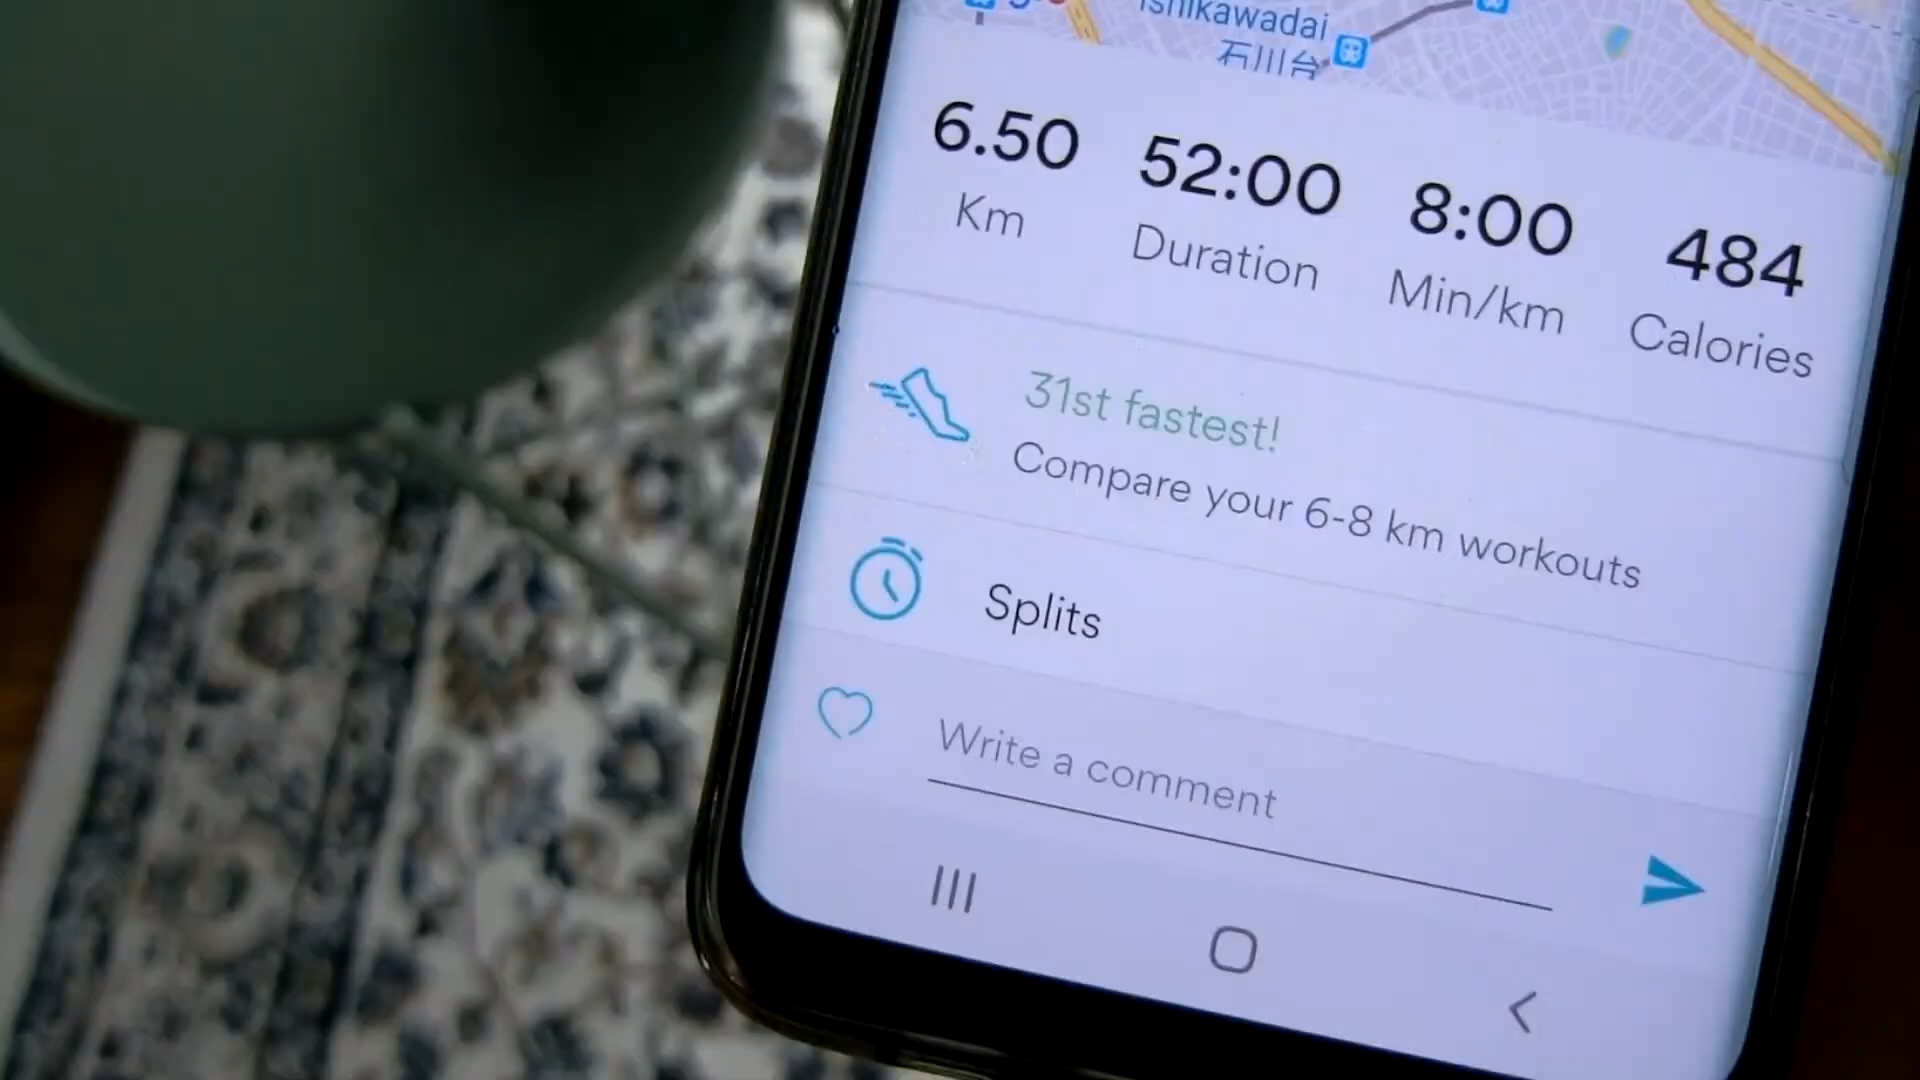 Ishikawadai
石川台
6.50 52:00 8:00 484
Km Duration Min/km Calories
31st fastest!
Compare your 6-8 km workouts
Splits
Write a comment